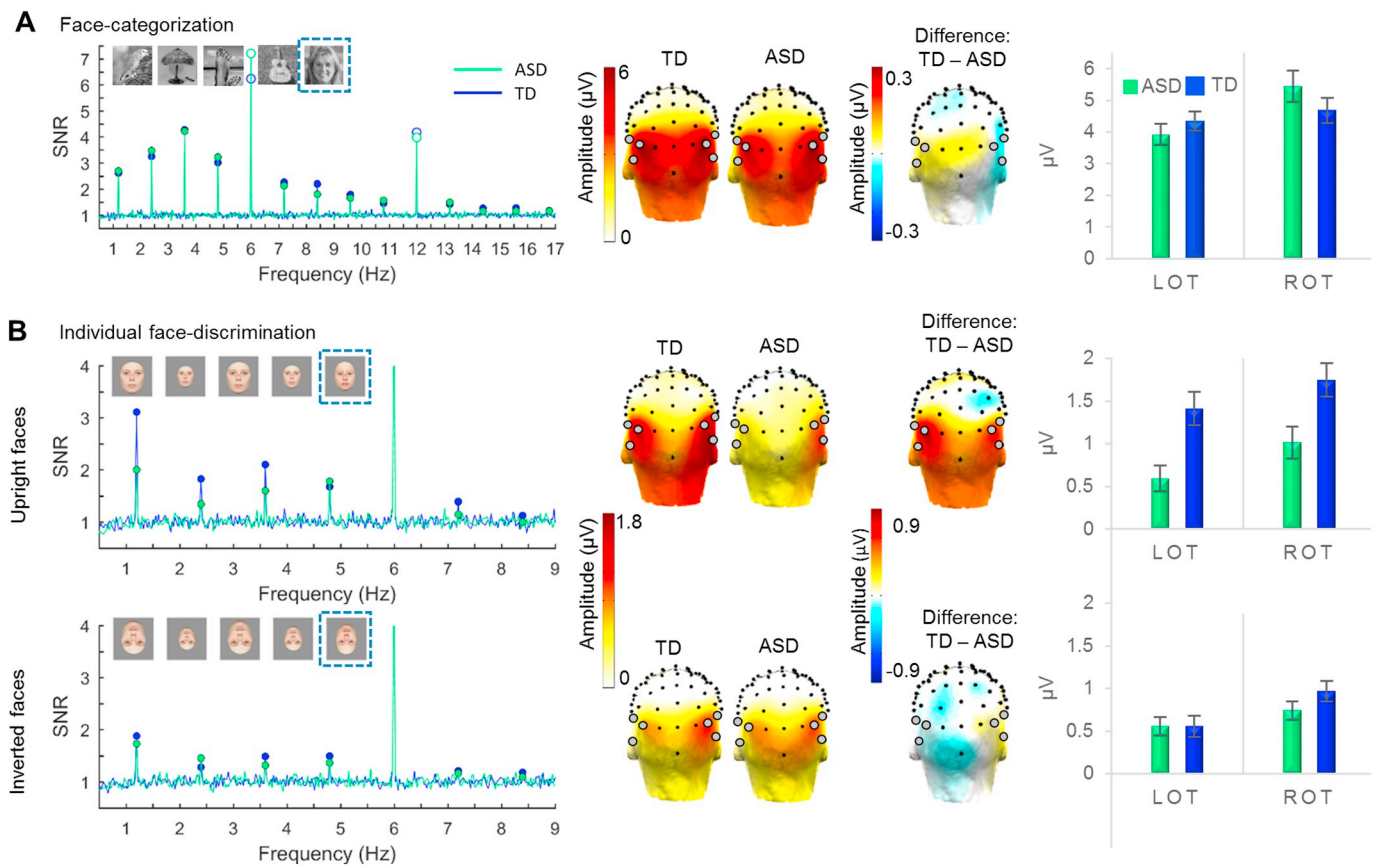 A
Face-categorization
7
6
5
4
3
2
1
SNR
ASD
TD
1 2 3 4 5 6 7 8 9 10 11 12 13 14 15 16 17
Frequency (Hz)
TD
ASD
6
Amplitude (µV)
0
Difference:
TD – ASD
0.3
Amplitude (µV)
-0.3
ASD
TD
6
5
4
3
2
1
0
µV
LOT
ROT
B
Individual face-discrimination
Upright faces
4
3
2
1
SNR
1 2 3 4 5 6 7 8 9
Frequency (Hz)
TD
ASD
Difference:
TD – ASD
2
1.5
1
0.5
0
µV
LOT
ROT
1.8
Amplitude (µV)
0
0.9
Amplitude (µV)
-0.9
Inverted faces
4
3
2
1
SNR
1 2 3 4 5 6 7 8 9
Frequency (Hz)
TD
ASD
Difference:
TD – ASD
2
1.5
1
0.5
0
µV
LOT
ROT